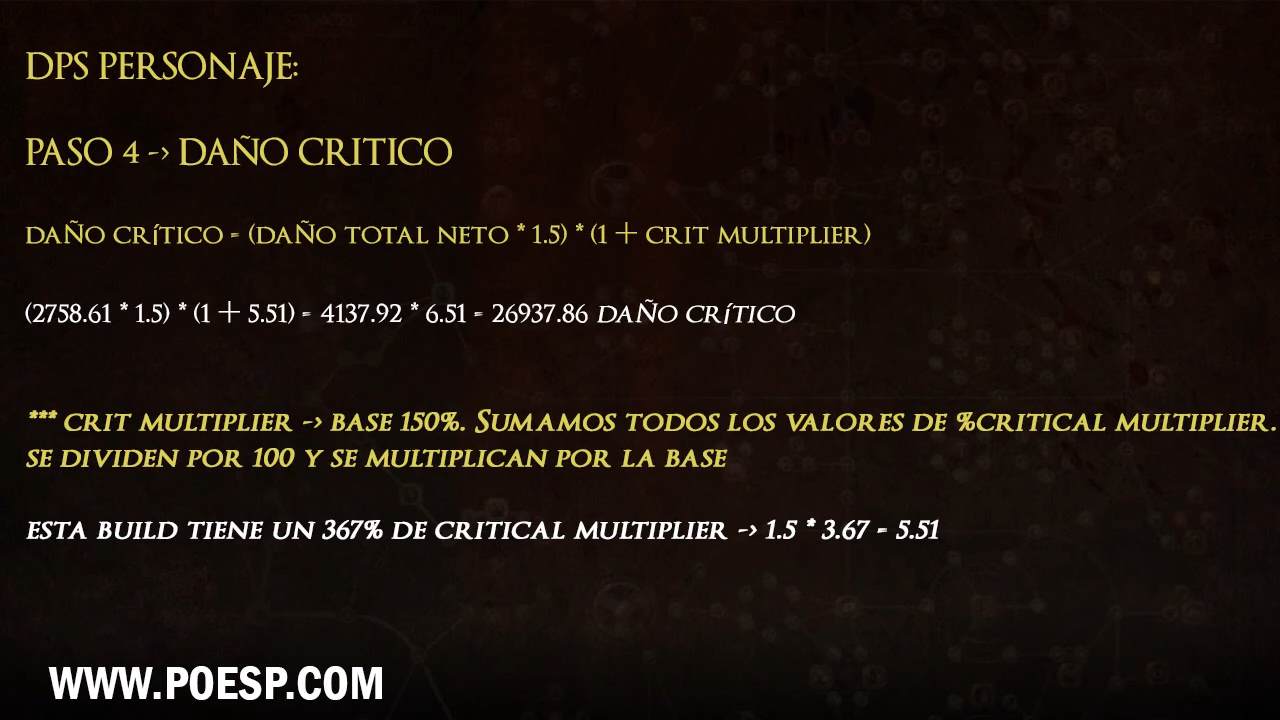 DPS PERSONAJE:
PASO 4 -> DAÑO CRITICO
DAÑO CRÍTICO = (DAÑO TOTAL NETO * 1.5) * (1 + CRIT MULTIPLIER)
(2758.61 * 1.5) * (1 + 5.51) = 4137.92 * 6.51 = 26937.86 DAÑO CRÍTICO
*** CRIT MULTIPLIER -> BASE 150%. SUMAMOS TODOS LOS VALORES DE %CRITICAL MULTIPLIER.
SE DIVIDEN POR 100 Y SE MULTIPLICAN POR LA BASE
ESTA BUILD TIENE UN 367% DE CRITICAL MULTIPLIER -> 1.5 * 3.67 = 5.51
WWW.POESP.COM